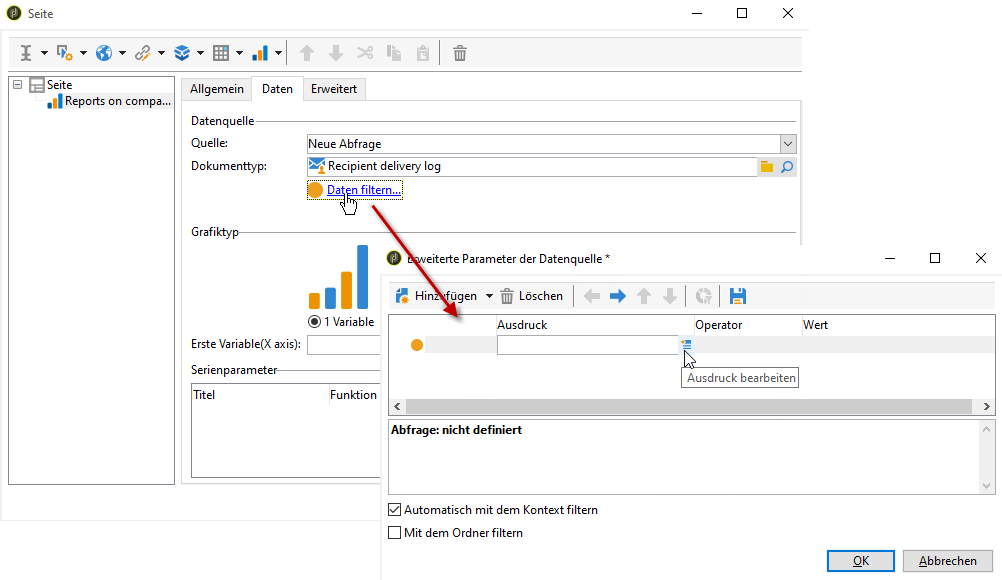 Seite
Seite
Reports on compa...
Allgemein Daten Erweitert
Datenquelle
Quelle: Neue Abfrage
Dokumenttyp: Recipient delivery log
Daten filtern...
Grafiktyp
1 Variable
Erste Variable(X axis):
Serienparameter
Titel Funktion
Erweiterte Parameter der Datenquelle *
Hinzufügen Löschen
Ausdruck Operator Wert
Ausdruck bearbeiten
Abfrage: nicht definiert
Automatisch mit dem Kontext filtern
Mit dem Ordner filtern
OK Abbrechen